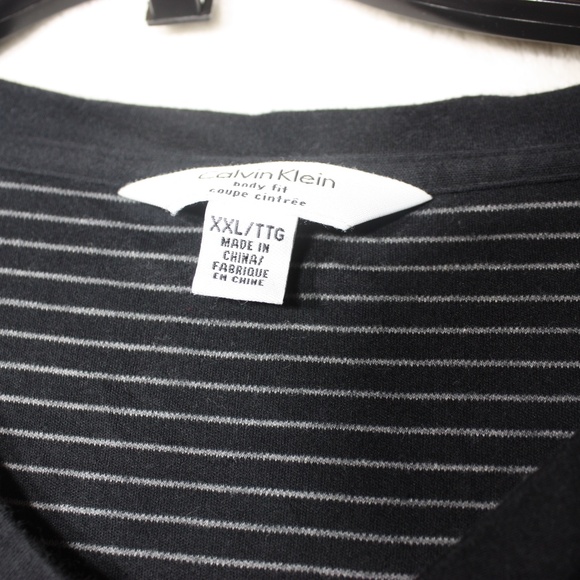 Calvin Klein
body fit
coupe cintrée
XXL/TTG
MADE IN
CHINA/
FABRIQUE
EN CHINE